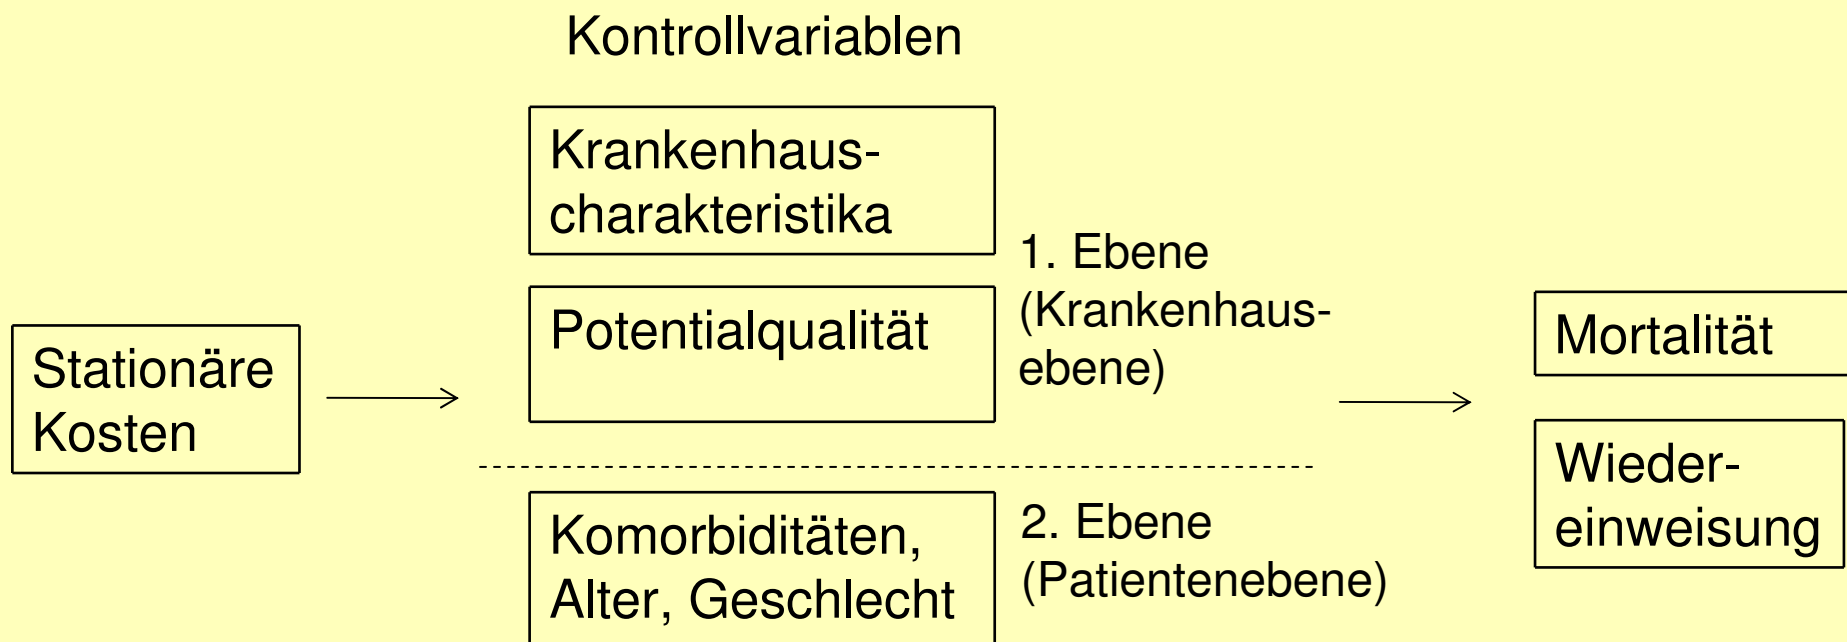 Kontrollvariablen
Krankenhaus-
charakteristika
Potentialqualität
1. Ebene
(Krankenhaus-
ebene)
Stationäre
Kosten
Mortalität
Wieder-
einweisung
Komorbiditäten,
Alter, Geschlecht
2. Ebene
(Patientenebene)